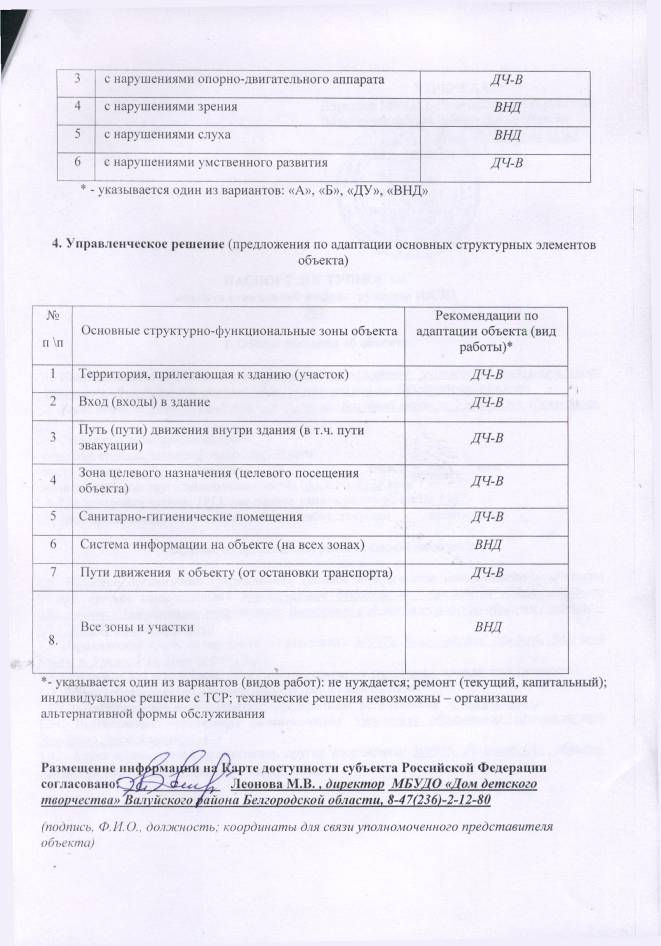 3 с нарушениями опорно-двигательного аппарата ДЧ-В
4 с нарушениями зрения ВНД
5 с нарушениями слуха ВНД
6 с нарушениями умственного развития ДЧ-В
* - указывается один из вариантов: «А», «Б», «ДУ», «ВНД»
4. Управленческое решение (предложения по адаптации основных структурных элементов
объекта)
№
п \п
Основные структурно-функциональные зоны объекта
Рекомендации по
адаптации объекта (вид
работы)*
1 Территория, прилегающая к зданию (участок) ДЧ-В
2 Вход (входы) в здание ДЧ-В
3 Путь (пути) движения внутри здания (в т.ч. пути
эвакуации) ДЧ-В
4 Зона целевого назначения (целевого посещения
объекта) ДЧ-В
5 Санитарно-гигиенические помещения ДЧ-В
6 Система информации на объекте (на всех зонах) ВНД
7 Пути движения к объекту (от остановки транспорта) ДЧ-В
8. Все зоны и участки ВНД
*- указывается один из вариантов (видов работ): не нуждается; ремонт (текущий, капитальный);
индивидуальное решение с ТСР; технические решения невозможны – организация
альтернативной формы обслуживания
Размещение информации на Карте доступности субъекта Российской Федерации
согласовано: Леонова М.В. , директор МБУДО «Дом детского
творчества» Валуйского района Белгородской области, 8-47(236)-2-12-80
(подпись, Ф.И.О., должность; координаты для связи уполномоченного представителя
объекта)